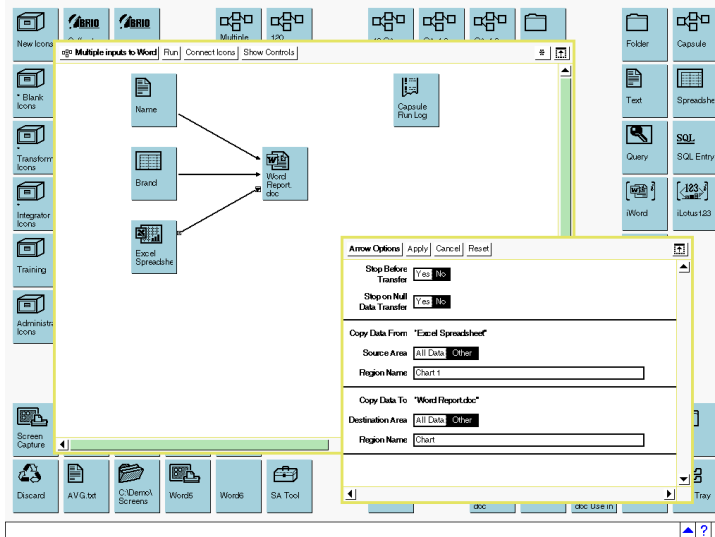 BRIO
BRIO
New Icons
Multiple
120
Folder
Capsule
Multiple inputs to Word Run Connect Icons Show Controls
* Blank
Icons
Name
Capsule
Run Log
Text
Spreadshe
Transform
Icons
Brand
Word
Report.
doc
Query
SQL
SQL Entry
Integrator
Icons
Excel
Spreadshe
iWord
iLotus123
Training
Arrow Options Apply Cancel Reset
Stop Before
Transfer Yes No
Stop on Null
Data Transfer Yes No
Administra
Icons
Copy Data From "Excel Spreadsheet"
Source Area All Data Other
Region Name Chart 1
Copy Data To "Word Report.doc"
Destination Area All Data Other
Region Name Chart
Screen
Capture
Discard
AVG.txt
C:\Demo\
Screens
Word5
Word6
SA Tool
doc
doc Use in
Tray
?